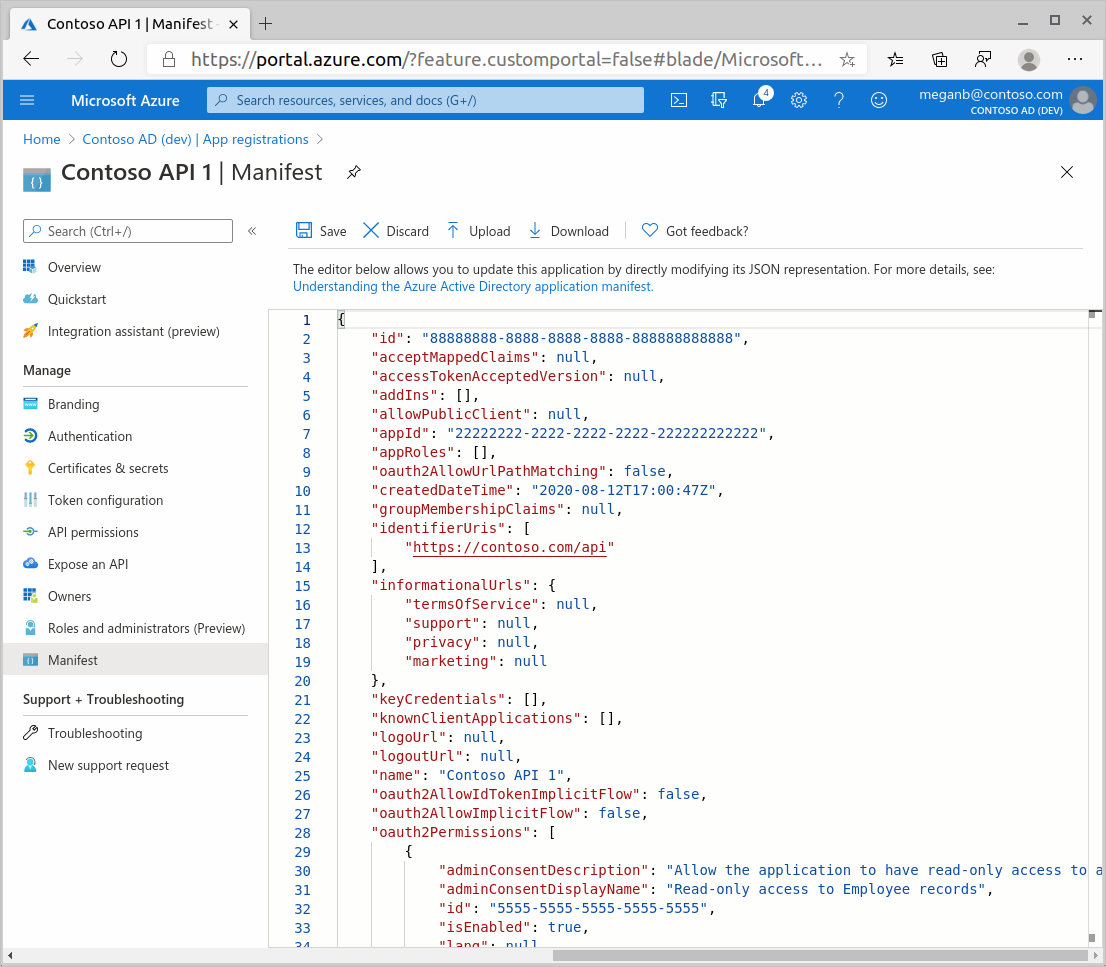 Contoso API 1 | Manifest -
https://portal.azure.com/?feature.customportal=false#blade/Microsoft...
Microsoft Azure
Search resources, services, and docs (G+/)
4
meganb@contoso.com
CONTOSO AD (DEV)
Home > Contoso AD (dev) | App registrations >
Contoso API 1 | Manifest
Search (Ctrl+/)
«
Overview
Quickstart
Integration assistant (preview)
Manage
Branding
Authentication
Certificates & secrets
Token configuration
API permissions
Expose an API
Owners
Roles and administrators (Preview)
Manifest
Support + Troubleshooting
Troubleshooting
New support request
Save Discard Upload Download Got feedback?
The editor below allows you to update this application by directly modifying its JSON representation. For more details, see:
Understanding the Azure Active Directory application manifest.
1 {
2 "id": "88888888-8888-8888-8888-888888888888",
3 "acceptMappedClaims": null,
4 "accessTokenAcceptedVersion": null,
5 "addIns": [],
6 "allowPublicClient": null,
7 "appId": "22222222-2222-2222-2222-222222222222",
8 "appRoles": [],
9 "oauth2AllowUrlPathMatching": false,
10 "createdDateTime": "2020-08-12T17:00:47Z",
11 "groupMembershipClaims": null,
12 "identifierUris": [
13 "https://contoso.com/api"
14 ],
15 "informationalUrls": {
16 "termsOfService": null,
17 "support": null,
18 "privacy": null,
19 "marketing": null
20 },
21 "keyCredentials": [],
22 "knownClientApplications": [],
23 "logoUrl": null,
24 "logoutUrl": null,
25 "name": "Contoso API 1",
26 "oauth2AllowIdTokenImplicitFlow": false,
27 "oauth2AllowImplicitFlow": false,
28 "oauth2Permissions": [
29 {
30 "adminConsentDescription": "Allow the application to have read-only access to a
31 "adminConsentDisplayName": "Read-only access to Employee records",
32 "id": "5555-5555-5555-5555-5555",
33 "isEnabled": true,
34 "lang": null